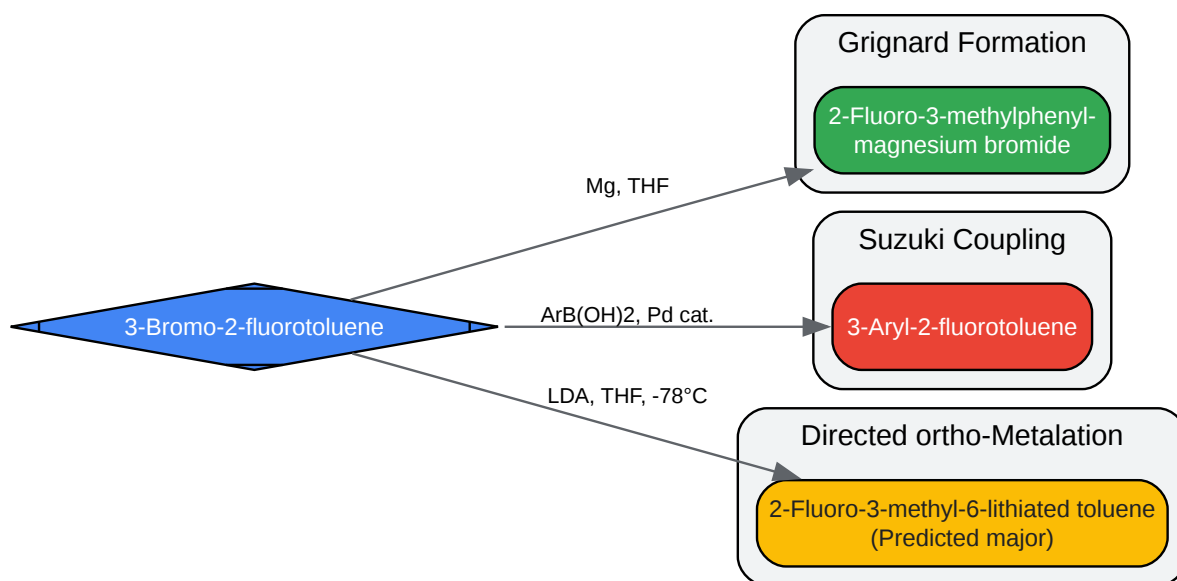 Grignard Formation
2-Fluoro-3-methylphenyl-
magnesium bromide
Mg, THF
Suzuki Coupling
3-Bromo-2-fluorotoluene
ArB(OH)2, Pd cat.
3-Aryl-2-fluorotoluene
LDA, THF, -78°C
Directed ortho-Metalation
2-Fluoro-3-methyl-6-lithiated toluene
(Predicted major)